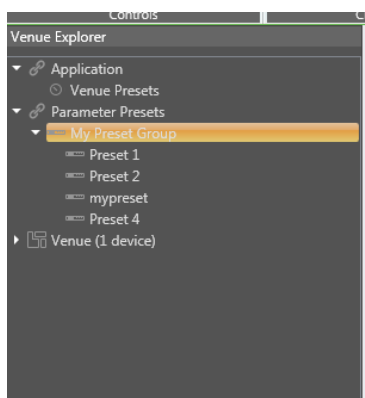 Controls
C
Venue Explorer
Application
Venue Presets
Parameter Presets
My Preset Group
Preset 1
Preset 2
mypreset
Preset 4
Venue (1 device)